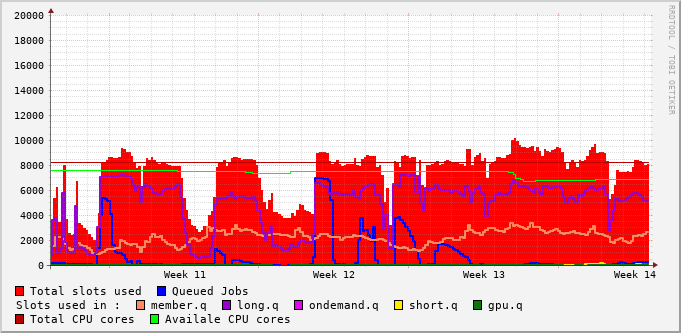 20000
18000
16000
14000
12000
10000
8000
6000
4000
2000
0
RRDTOOL / TOBI OETIKER
Week 11 Week 12 Week 13 Week 14
Total slots used Queued Jobs
Slots used in : member.q long.q ondemand.q short.q gpu.q
Total CPU cores Availale CPU cores